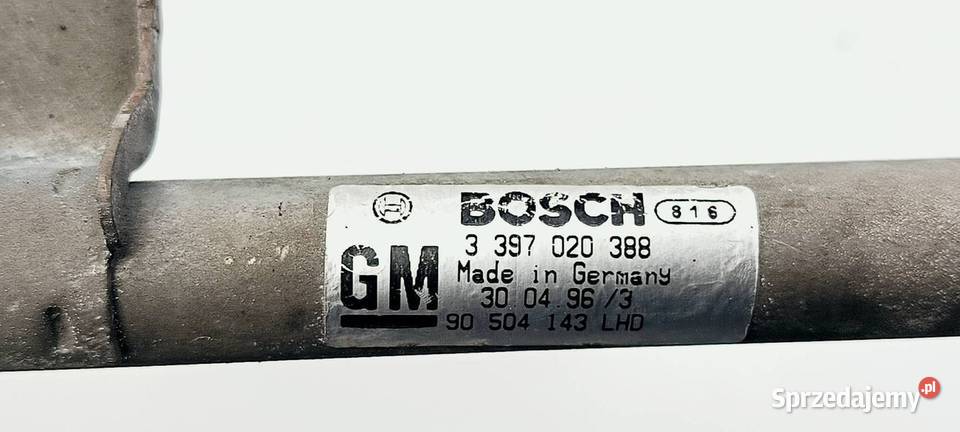 BOSCH 816
3 397 020 388
GM Made in Germany
30.04.96/3
90 504 143 LHD
Sprzedajemy.pl